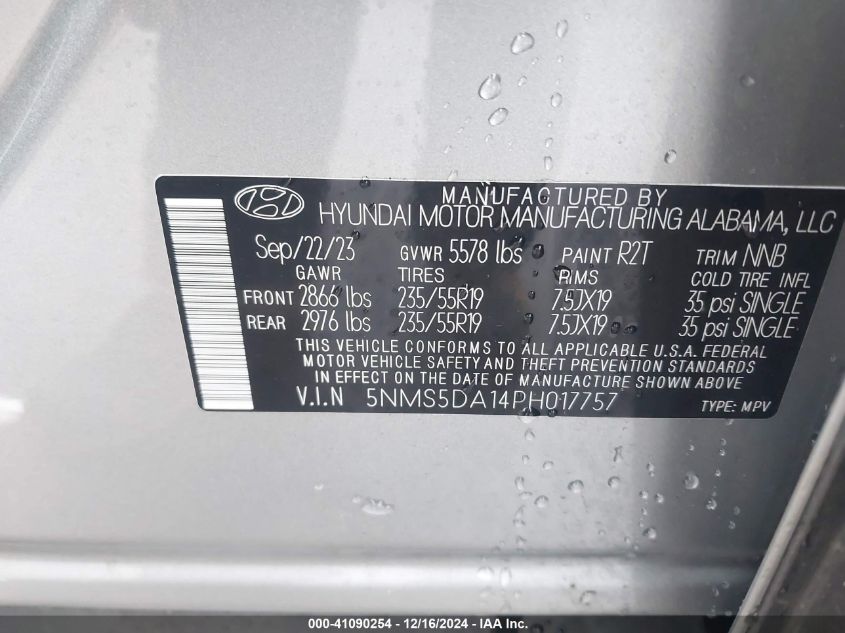 MANUFACTURED BY
HYUNDAI MOTOR MANUFACTURING ALABAMA, LLC
Sep/22/23 GVWR 5578 lbs PAINT R2T TRIM NNB
GAWR TIRES RIMS COLD TIRE INFL
FRONT 2866 lbs 235/55R19 7.5JX19 35 psi SINGLE
REAR 2976 lbs 235/55R19 7.5JX19 35 psi SINGLE
THIS VEHICLE CONFORMS TO ALL APPLICABLE U.S.A. FEDERAL
MOTOR VEHICLE SAFETY AND THEFT PREVENTION STANDARDS
IN EFFECT ON THE DATE OF MANUFACTURE SHOWN ABOVE
V.I.N 5NMS5DA14PH017757 TYPE: MPV
000-41090254 - 12/16/2024 - IAA Inc.